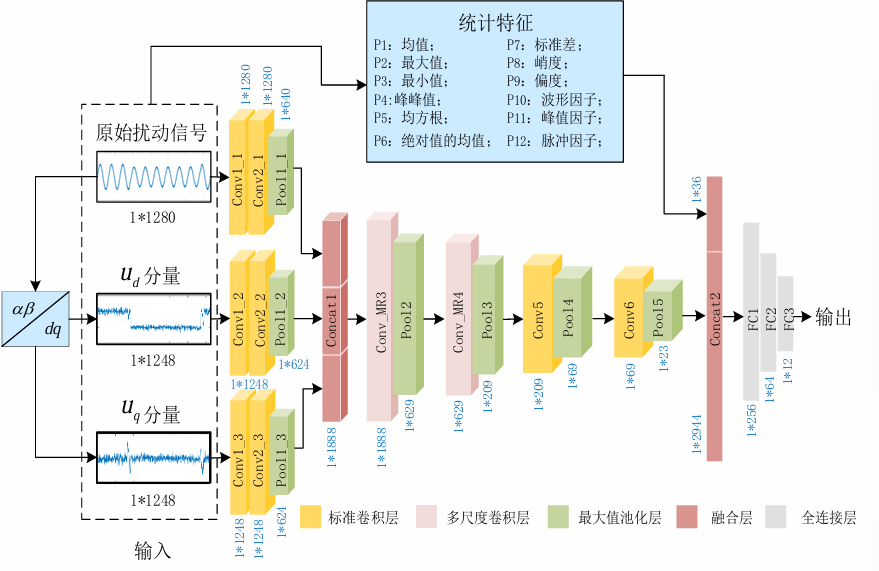 统计特征
P1: 均值;
P7: 标准差;
P2: 最大值;
P8: 峭度;
P3: 最小值;
P9: 偏度;
P4:峰峰值;
P10: 波形因子;
P5: 均方根;
P11: 峰值因子;
P6: 绝对值的均值;
P12: 脉冲因子;
原始扰动信号
1*1280
u_d 分量
1*1248
u_q 分量
1*1248
输入
αβ
dq
1*1280
1*1280
1*640
Conv1_1
Conv2_1
Pool1_1
Conv1_2
Conv2_2
Pool1_2
1*1248
1*624
Conv1_3
Conv2_3
Pool1_3
1*1248
1*1248
1*624
Concat1
1*1888
Conv_MR3
1*1888
Pool2
1*629
Conv_MR4
1*629
Pool3
1*209
Conv5
1*209
Pool4
1*69
Conv6
1*69
Pool5
1*23
1*36
Concat2
1*2944
FC1
1*256
FC2
1*64
FC3
1*12
输出
标准卷积层
多尺度卷积层
最大值池化层
融合层
全连接层